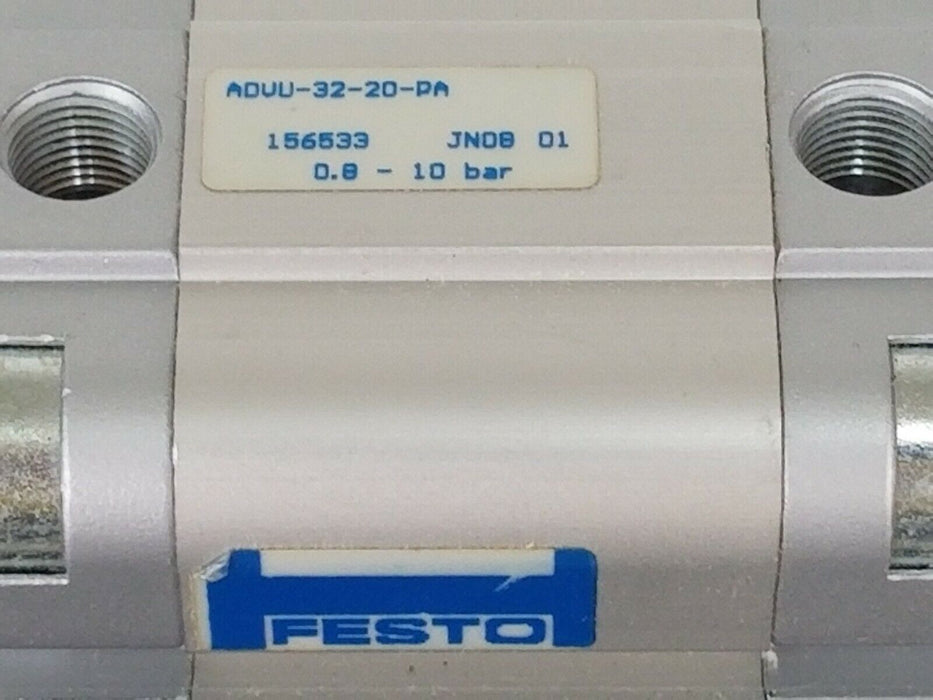 ADVU-32-20-PA
156533 JN08 01
0.8 - 10 bar
FESTO